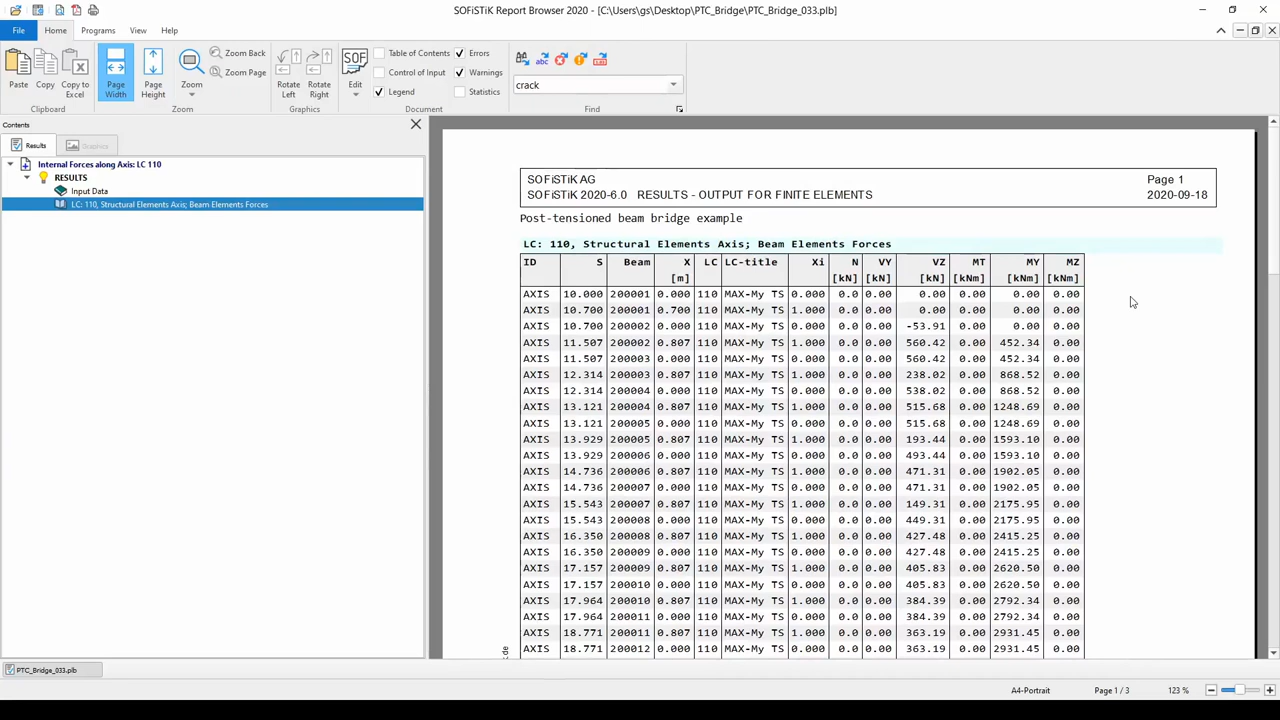 SOFiSTiK Report Browser 2020 - [C:\Users\gs\Desktop\PTC_Bridge\PTC_Bridge_033.plb]
File Home Programs View Help
Paste Copy Copy to Excel
Clipboard
Page Width Page Height Zoom Zoom Back Zoom Page
Zoom
Rotate Left Rotate Right
Graphics
SOF Edit
Table of Contents Errors
Control of Input Warnings
Legend Statistics
Document
crack
Find
Contents
Results Graphics
Internal Forces along Axis: LC 110
RESULTS
Input Data
LC: 110, Structural Elements Axis; Beam Elements Forces
SOFiSTiK AG Page 1
SOFiSTiK 2020-6.0 RESULTS - OUTPUT FOR FINITE ELEMENTS 2020-09-18
Post-tensioned beam bridge example
LC: 110, Structural Elements Axis; Beam Elements Forces
ID S Beam X LC LC-title Xi N VY VZ MT MY MZ
[m] [kN] [kN] [kN] [kNm] [kNm] [kNm]
AXIS 10.000 200001 0.000 110 MAX-My TS 0.000 0.0 0.00 0.00 0.00 0.00 0.00
AXIS 10.700 200001 0.700 110 MAX-My TS 1.000 0.0 0.00 0.00 0.00 0.00 0.00
AXIS 10.700 200002 0.000 110 MAX-My TS 0.000 0.0 0.00 -53.91 0.00 0.00 0.00
AXIS 11.507 200002 0.807 110 MAX-My TS 1.000 0.0 0.00 560.42 0.00 452.34 0.00
AXIS 11.507 200003 0.000 110 MAX-My TS 0.000 0.0 0.00 560.42 0.00 452.34 0.00
AXIS 12.314 200003 0.807 110 MAX-My TS 1.000 0.0 0.00 238.02 0.00 868.52 0.00
AXIS 12.314 200004 0.000 110 MAX-My TS 0.000 0.0 0.00 538.02 0.00 868.52 0.00
AXIS 13.121 200004 0.807 110 MAX-My TS 1.000 0.0 0.00 515.68 0.00 1248.69 0.00
AXIS 13.121 200005 0.000 110 MAX-My TS 0.000 0.0 0.00 515.68 0.00 1248.69 0.00
AXIS 13.929 200005 0.807 110 MAX-My TS 1.000 0.0 0.00 193.44 0.00 1593.10 0.00
AXIS 13.929 200006 0.000 110 MAX-My TS 0.000 0.0 0.00 493.44 0.00 1593.10 0.00
AXIS 14.736 200006 0.807 110 MAX-My TS 1.000 0.0 0.00 471.31 0.00 1902.05 0.00
AXIS 14.736 200007 0.000 110 MAX-My TS 0.000 0.0 0.00 471.31 0.00 1902.05 0.00
AXIS 15.543 200007 0.807 110 MAX-My TS 1.000 0.0 0.00 149.31 0.00 2175.95 0.00
AXIS 15.543 200008 0.000 110 MAX-My TS 0.000 0.0 0.00 449.31 0.00 2175.95 0.00
AXIS 16.350 200008 0.807 110 MAX-My TS 1.000 0.0 0.00 427.48 0.00 2415.25 0.00
AXIS 16.350 200009 0.000 110 MAX-My TS 0.000 0.0 0.00 427.48 0.00 2415.25 0.00
AXIS 17.157 200009 0.807 110 MAX-My TS 1.000 0.0 0.00 405.83 0.00 2620.50 0.00
AXIS 17.157 200010 0.000 110 MAX-My TS 0.000 0.0 0.00 405.83 0.00 2620.50 0.00
AXIS 17.964 200010 0.807 110 MAX-My TS 1.000 0.0 0.00 384.39 0.00 2792.34 0.00
AXIS 17.964 200011 0.000 110 MAX-My TS 0.000 0.0 0.00 384.39 0.00 2792.34 0.00
AXIS 18.771 200011 0.807 110 MAX-My TS 1.000 0.0 0.00 363.19 0.00 2931.45 0.00
AXIS 18.771 200012 0.000 110 MAX-My TS 0.000 0.0 0.00 363.19 0.00 2931.45 0.00
PTC_Bridge_033.plb
A4-Portrait Page 1 / 3 123 %